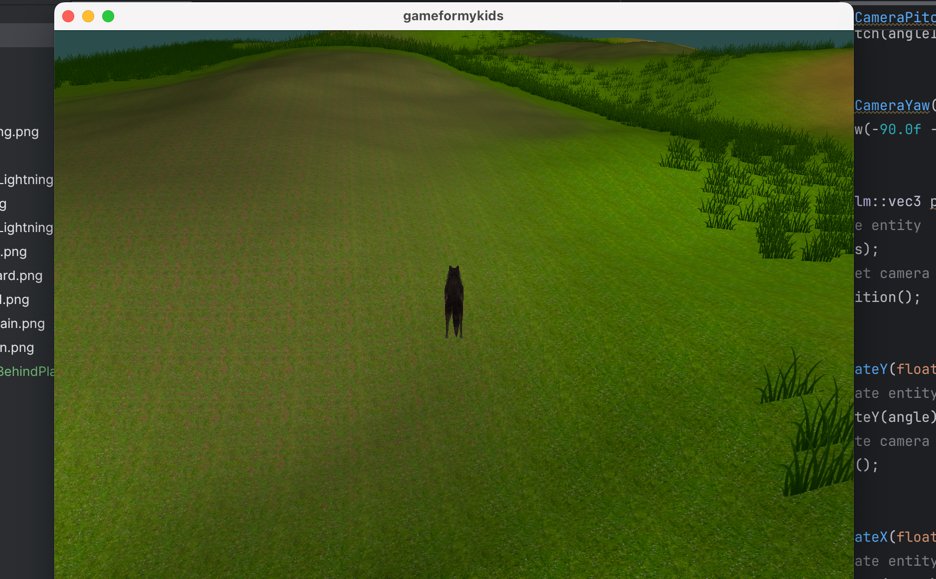 gameformykids
ng.png
Lightning
g
Lightning
.png
ard.png
l.png
ain.png
n.png
BehindPla
CameraPitc
tch(angle
CameraYaw(
w(-90.0f -
lm::vec3 p
e entity
s);
et camera
ition();
ateY(float
ate entity
teY(angle)
te camera
();
ateX(float
ate entity